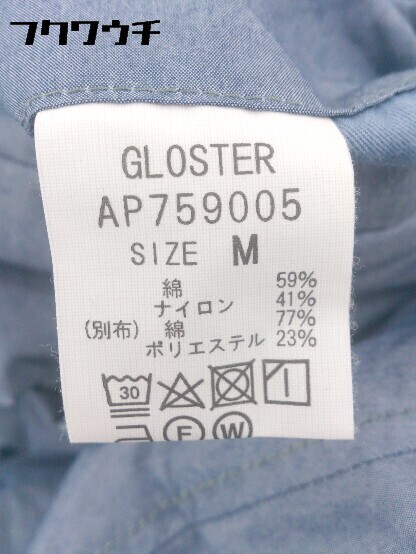 フクワウチ
GLOSTER
AP759005
SIZE M
綿 59%
ナイロン 41%
(別布) 綿 77%
ポリエステル 23%
30
F W